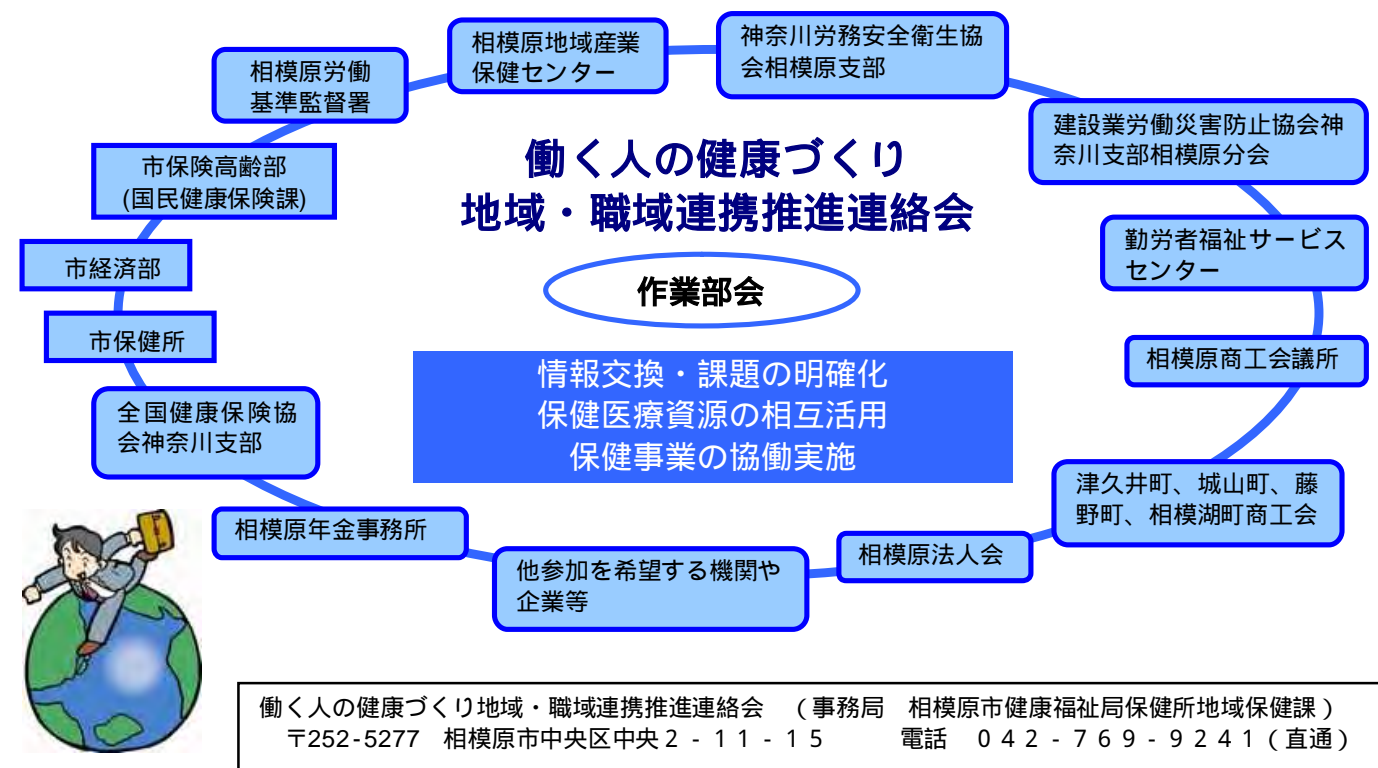 相模原地域産業
保健センター
神奈川労務安全衛生協
会相模原支部
相模原労働
基準監督署
建設業労働災害防止協会神
奈川支部相模原分会
市保険高齢部
(国民健康保険課)
働く人の健康づくり
地域・職域連携推進連絡会
勤労者福祉サービス
センター
市経済部
作業部会
市保健所
相模原商工会議所
情報交換・課題の明確化
保健医療資源の相互活用
保健事業の協働実施
全国健康保険協
会神奈川支部
津久井町、城山町、藤
野町、相模湖町商工会
相模原年金事務所
相模原法人会
他参加を希望する機関や
企業等
働く人の健康づくり地域・職域連携推進連絡会　（事務局　相模原市健康福祉局保健所地域保健課）
〒252-5277　相模原市中央区中央２‐１１‐１５　　　電話　０４２‐７６９‐９２４１（直通）